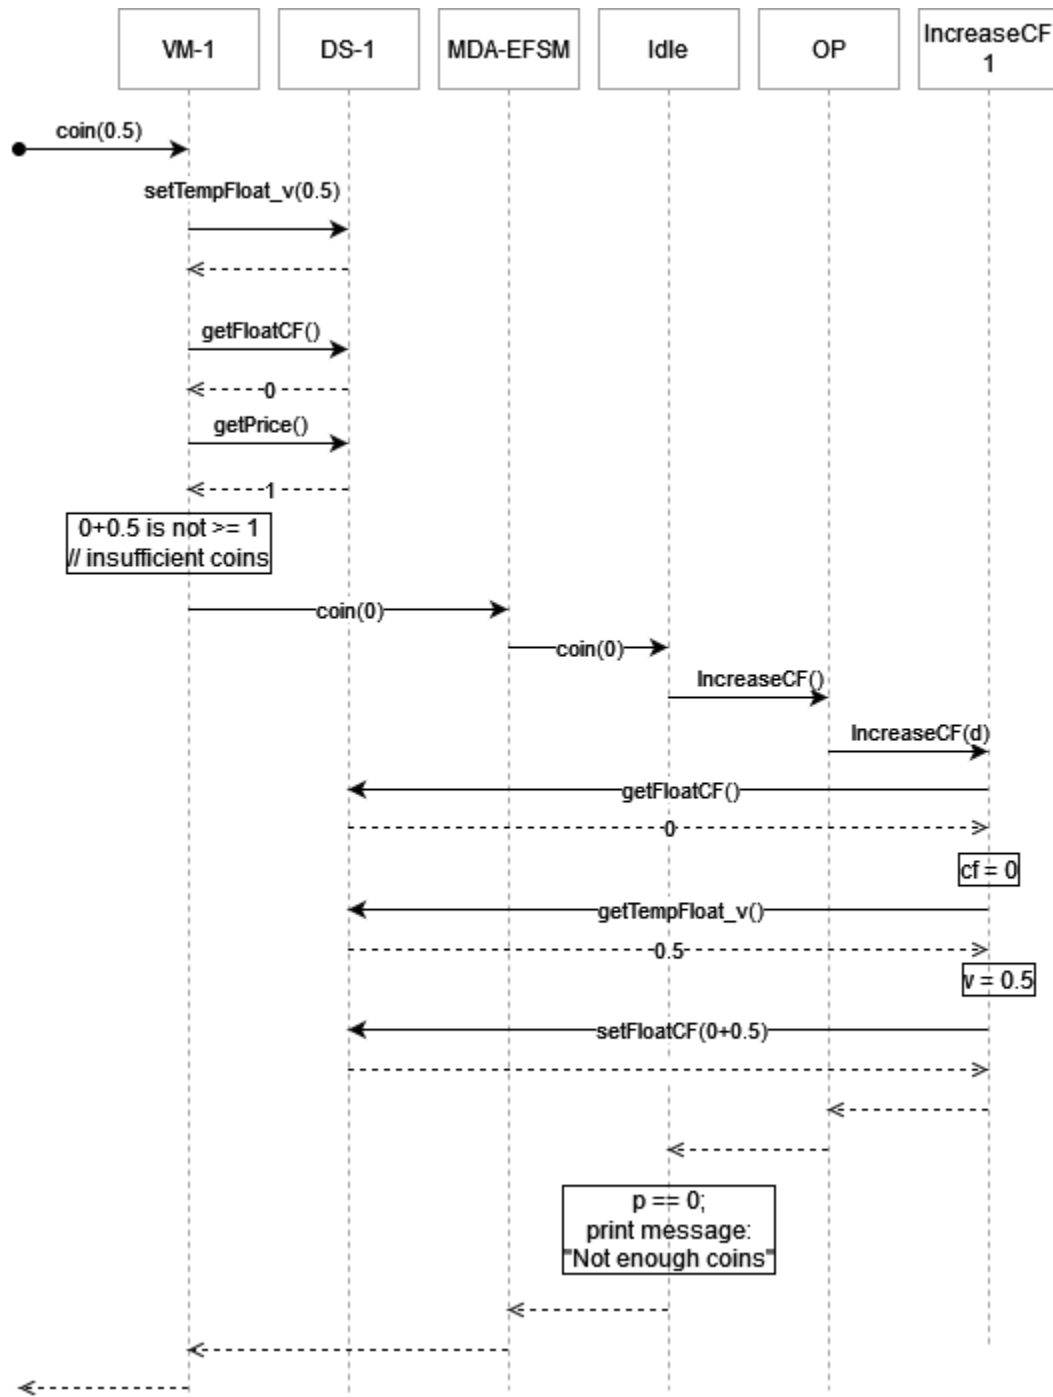 VM-1
DS-1
MDA-EFSM
Idle
OP
IncreaseCF
1
coin(0.5)
setTempFloat_v(0.5)
getFloatCF()
0
getPrice()
1
0+0.5 is not >= 1
// insufficient coins
coin(0)
coin(0)
IncreaseCF()
IncreaseCF(d)
getFloatCF()
0
cf = 0
getTempFloat_v()
0.5
v = 0.5
setFloatCF(0+0.5)
p == 0;
print message:
"Not enough coins"